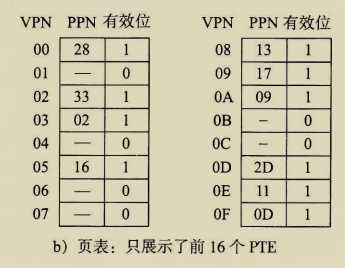 VPN PPN 有效位 VPN PPN 有效位
00 28 1 08 13 1
01 — 0 09 17 1
02 33 1 0A 09 1
03 02 1 0B – 0
04 — 0 0C – 0
05 16 1 0D 2D 1
06 — 0 0E 11 1
07 — 0 0F 0D 1
b）页表：只展示了前 16 个 PTE